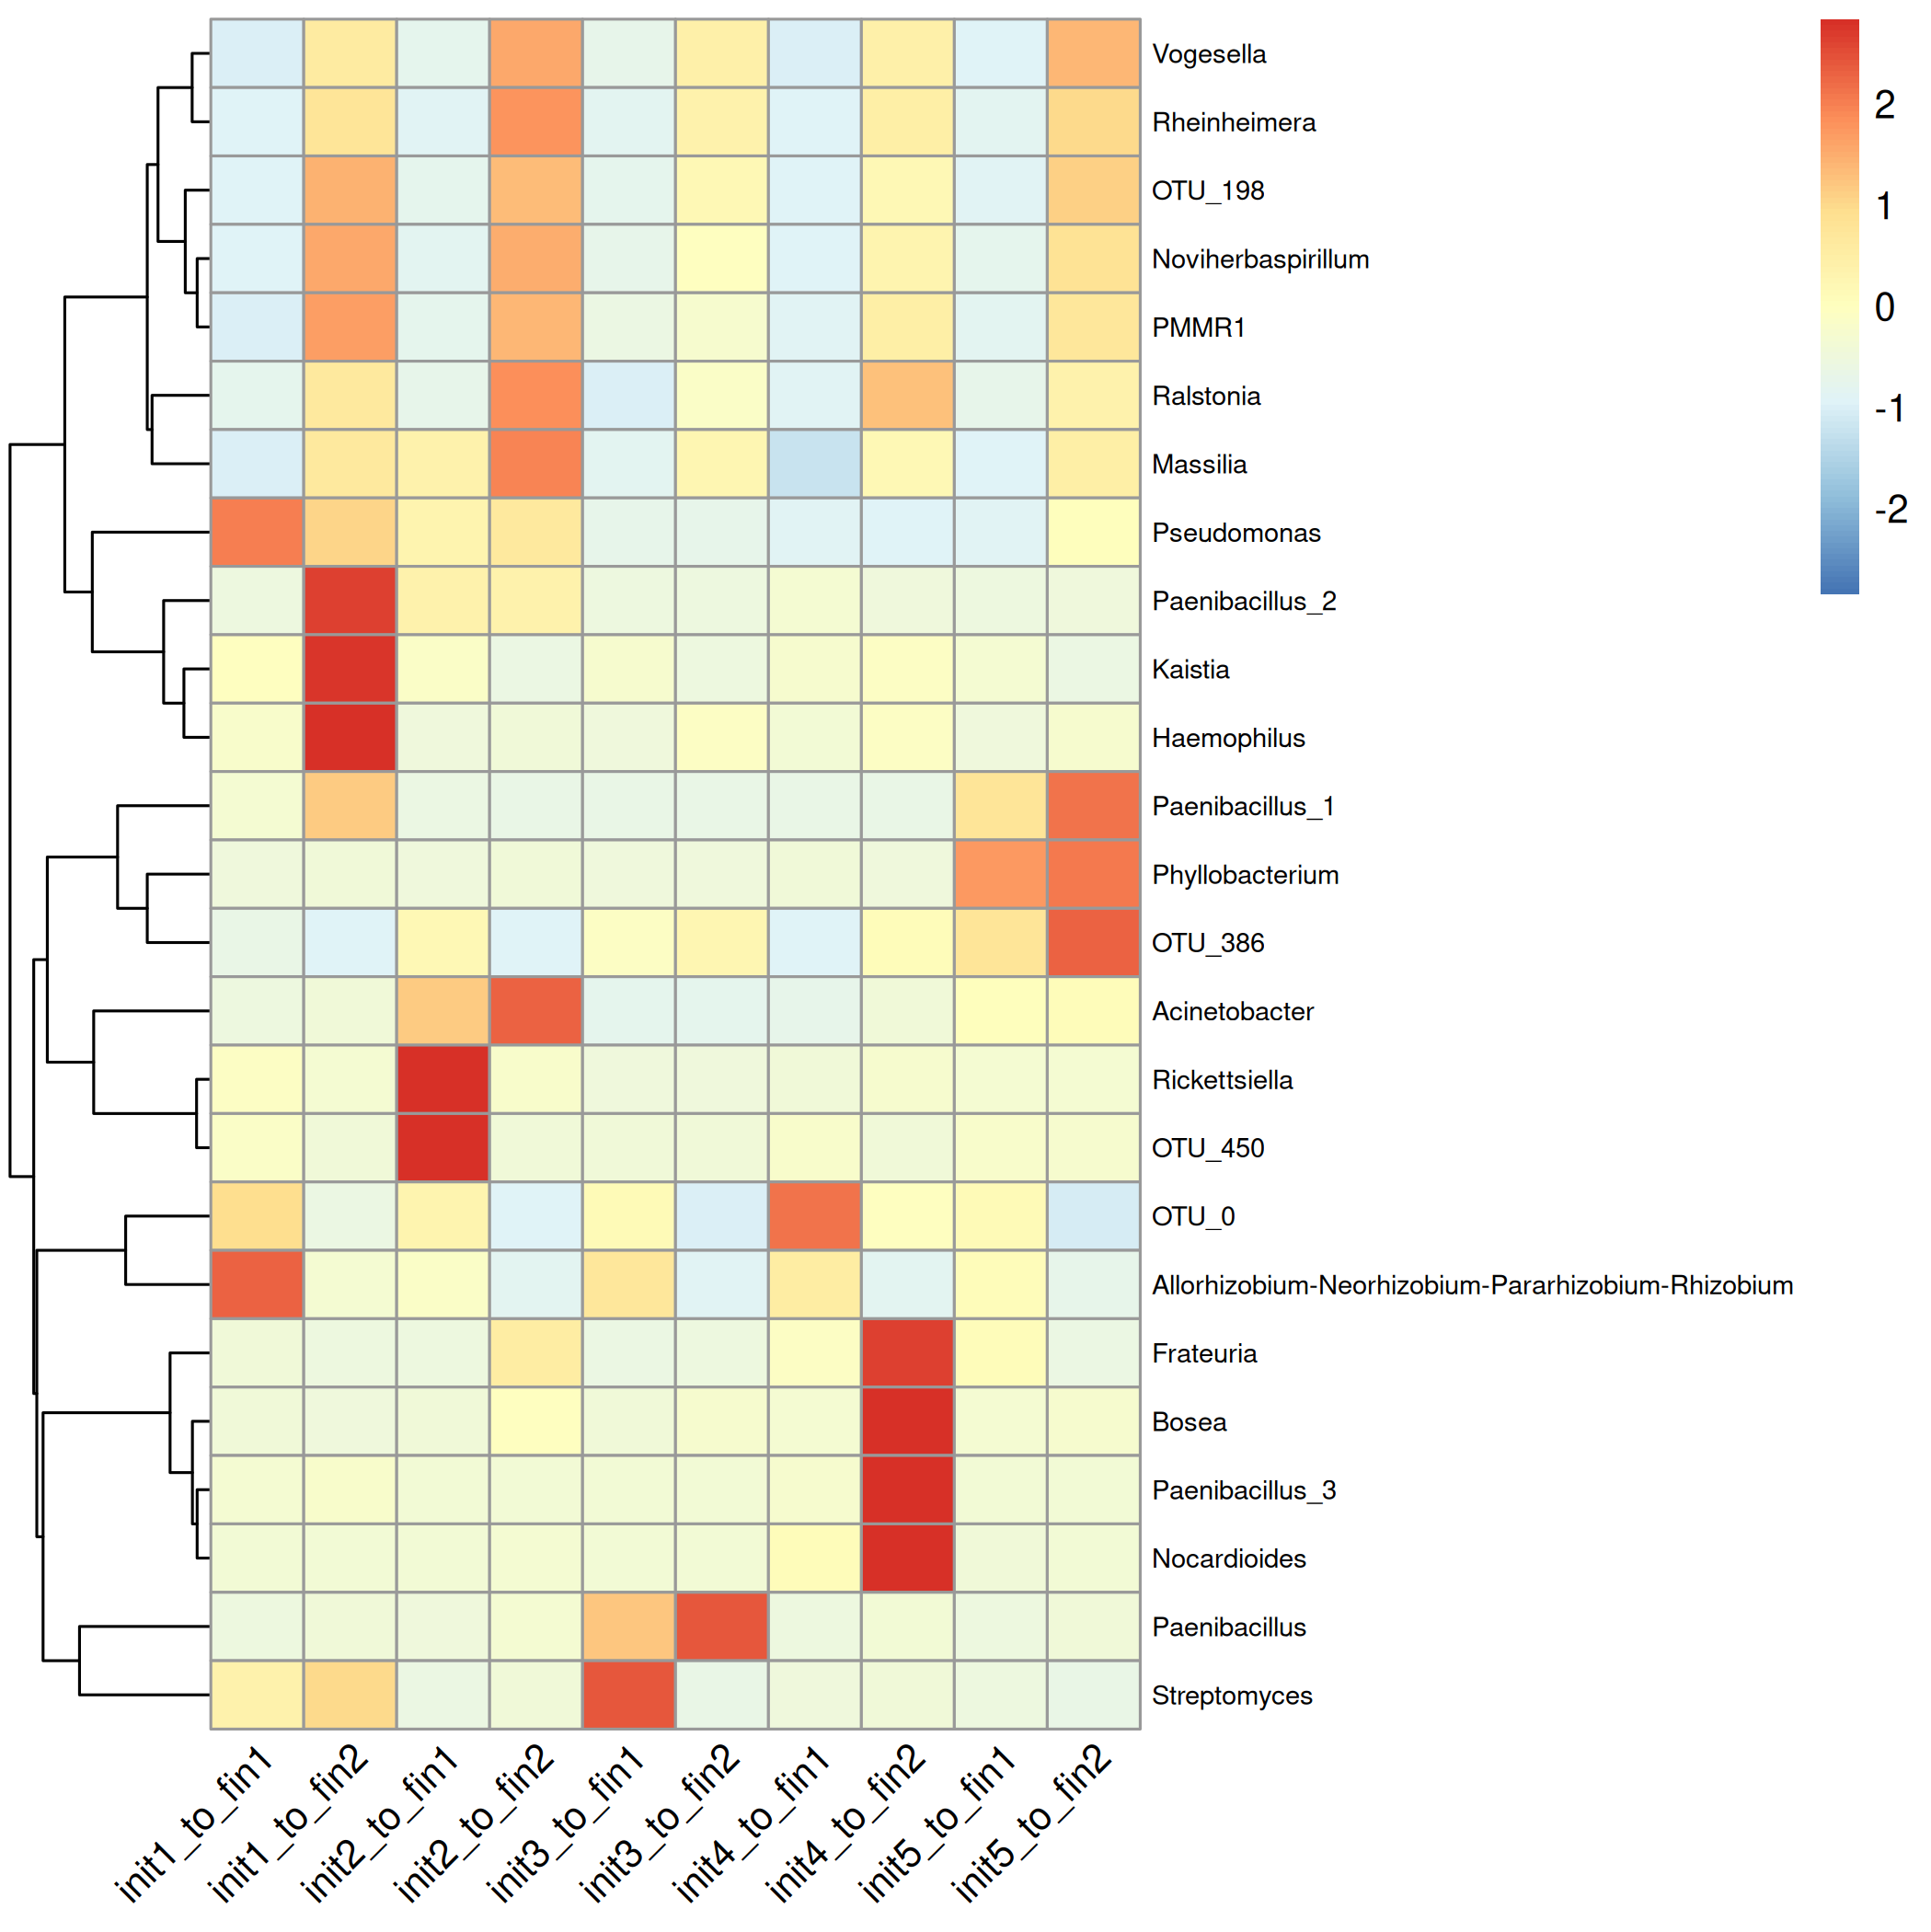 Vogesella
Rheinheimera
OTU_198
Noviherbaspirillum
PMMR1
Ralstonia
Massilia
Pseudomonas
Paenibacillus_2
Kaistia
Haemophilus
Paenibacillus_1
Phyllobacterium
OTU_386
Acinetobacter
Rickettsiella
OTU_450
OTU_0
Allorhizobium-Neorhizobium-Pararhizobium-Rhizobium
Frateuria
Bosea
Paenibacillus_3
Nocardioides
Paenibacillus
Streptomyces
init1_to_fin1
init1_to_fin2
init2_to_fin1
init2_to_fin2
init3_to_fin1
init3_to_fin2
init4_to_fin1
init4_to_fin2
init5_to_fin1
init5_to_fin2
2
1
0
-1
-2